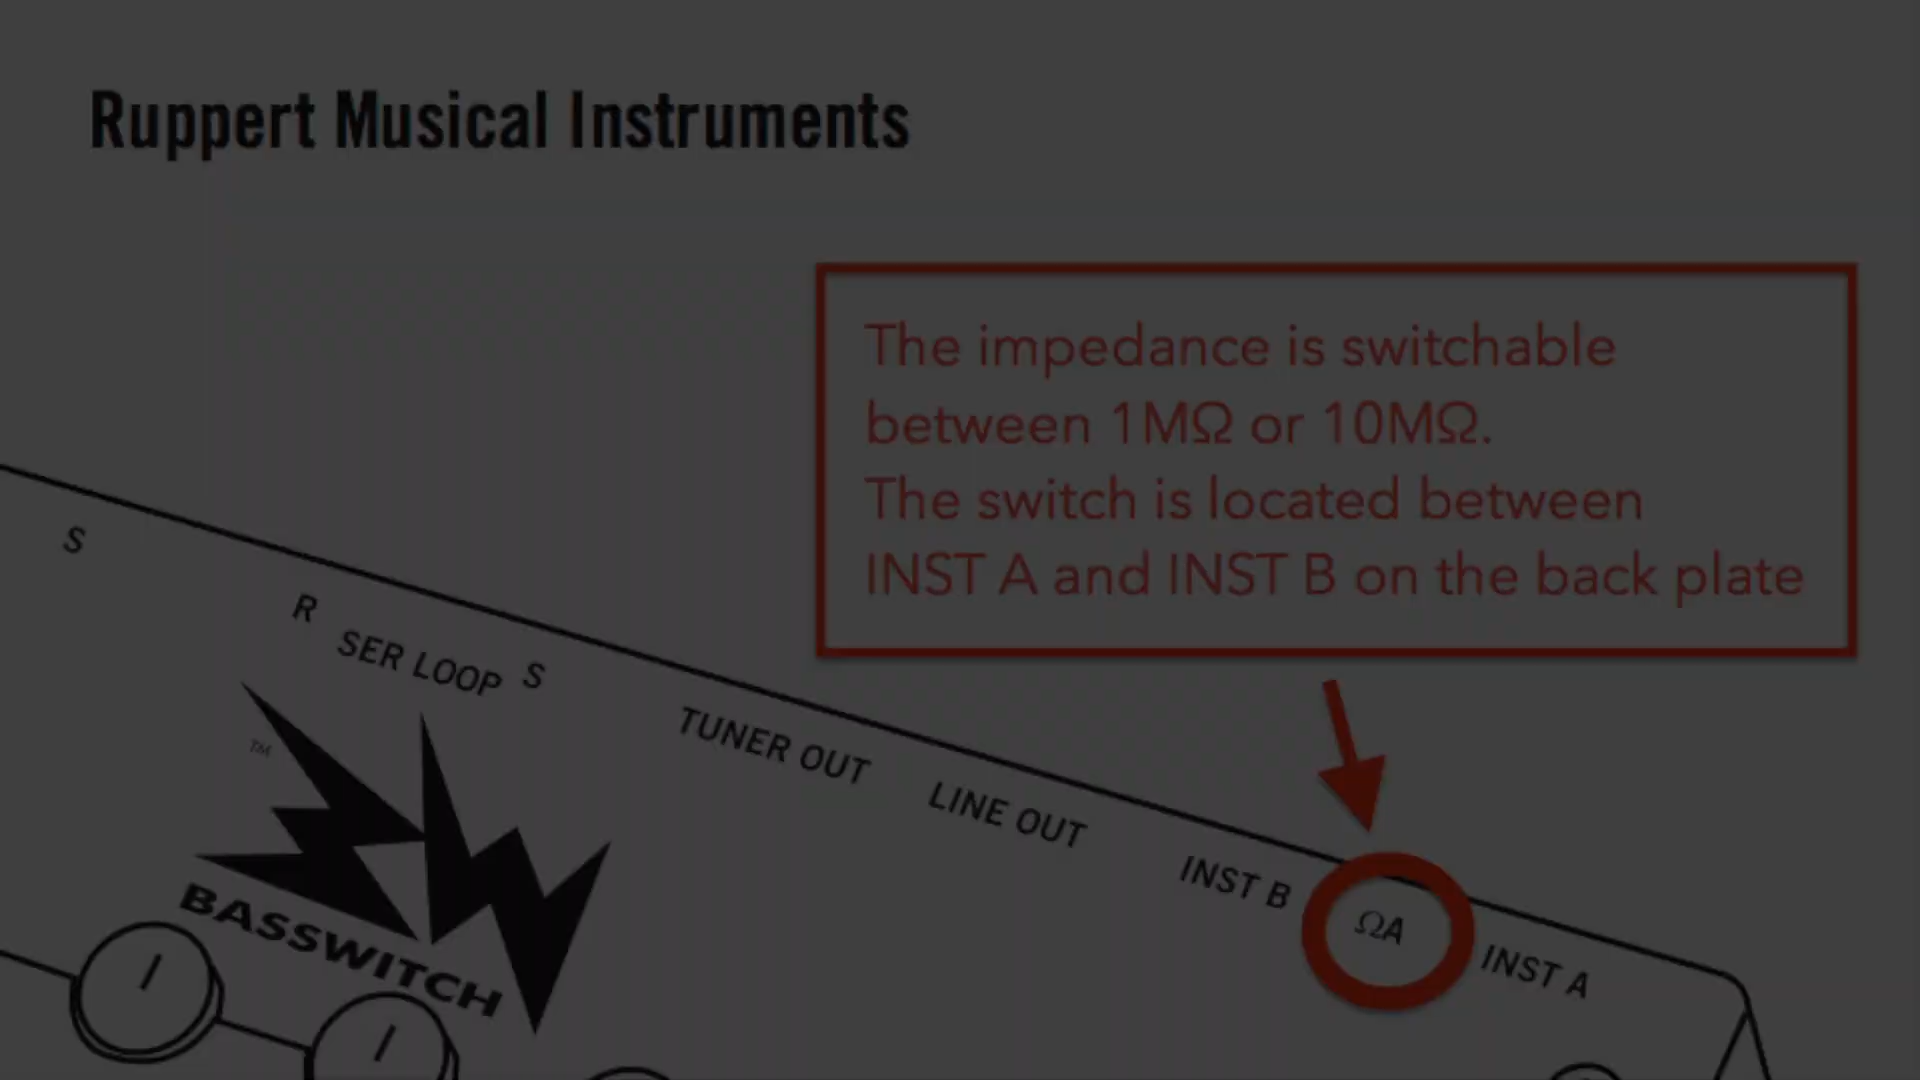 Ruppert Musical Instruments
The impedance is switchable
between 1MΩ or 10MΩ.
The switch is located between
INST A and INST B on the back plate
S
R
SER LOOP
S
TUNER OUT
LINE OUT
INST B
ΩA
INST A
TM
BASSWITCH